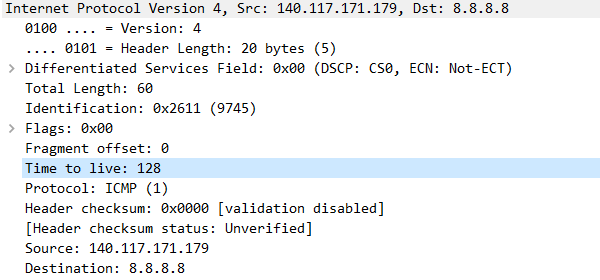 Internet Protocol Version 4, Src: 140.117.171.179, Dst: 8.8.8.8
0100 .... = Version: 4
.... 0101 = Header Length: 20 bytes (5)
Differentiated Services Field: 0x00 (DSCP: CS0, ECN: Not-ECT)
Total Length: 60
Identification: 0x2611 (9745)
Flags: 0x00
Fragment offset: 0
Time to live: 128
Protocol: ICMP (1)
Header checksum: 0x0000 [validation disabled]
[Header checksum status: Unverified]
Source: 140.117.171.179
Destination: 8.8.8.8